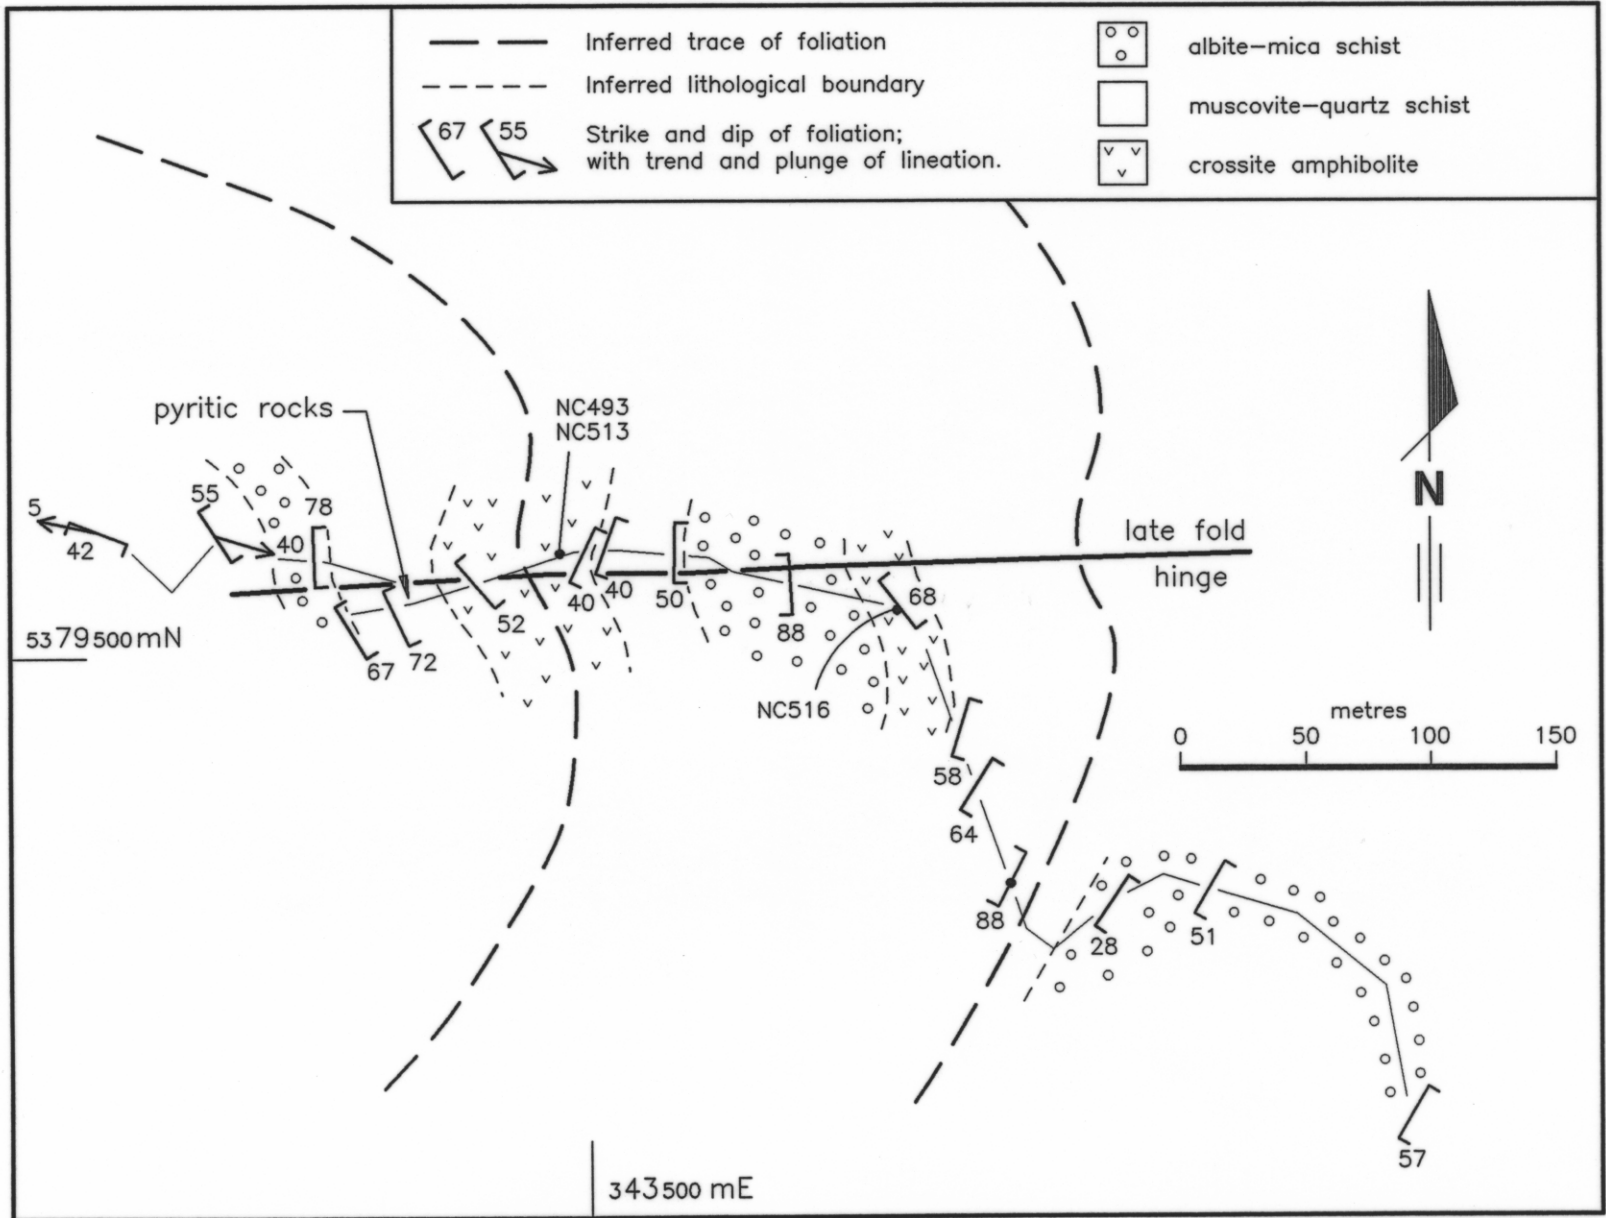 Inferred trace of foliation
Inferred lithological boundary
67 55 Strike and dip of foliation;
with trend and plunge of lineation.
albite-mica schist
muscovite-quartz schist
crossite amphibolite
pyritic rocks
NC493
NC513
5
42
55
40
78
67
72
52
40
40
50
88
68
late fold
hinge
N
5379500mN
NC516
metres
0 50 100 150
58
64
88
28
51
57
343500 mE